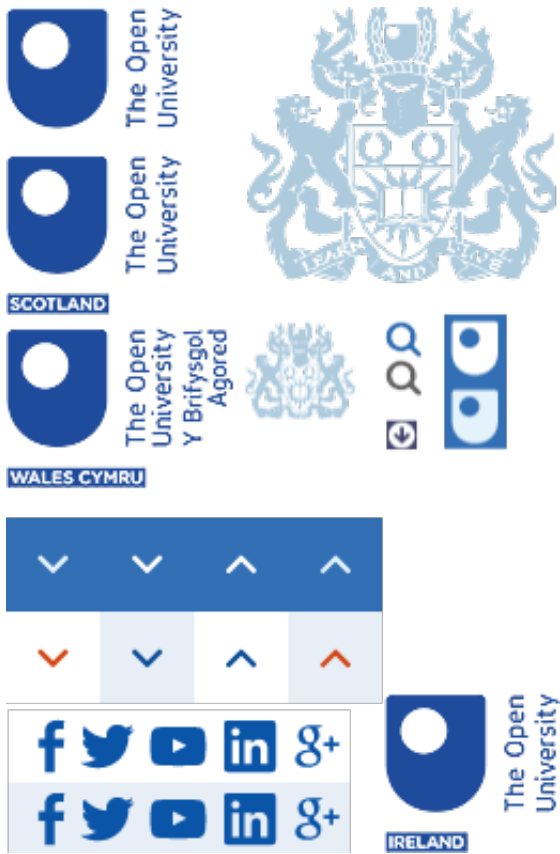 The Open
University
The Open
University
SCOTLAND
LEARN AND LIVE
The Open
University
Y Brifysgol
Agored
WALES CYMRU
f in g+
f in g+
The Open
University
IRELAND